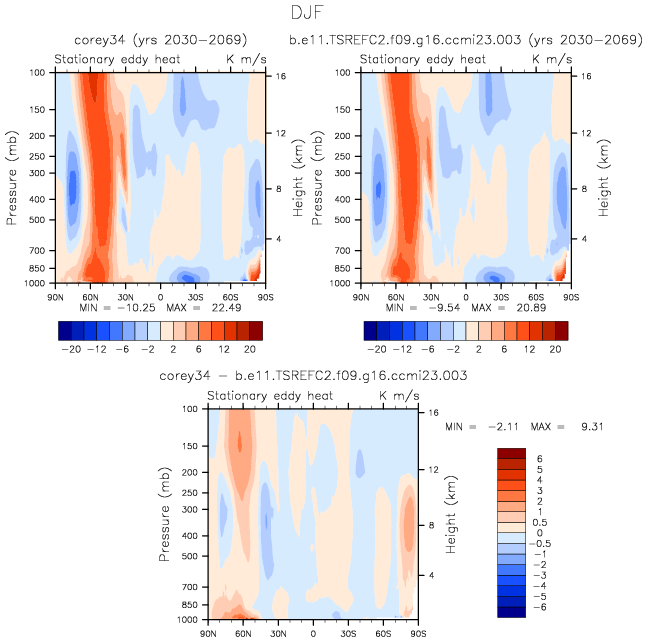 DJF
corey34 (yrs 2030-2069)
b.e11.TSREFC2.f09.g16.ccmi23.003 (yrs 2030-2069)
Stationary eddy heat K m/s
Stationary eddy heat K m/s
100 150 200 250 300 400 500 700 850 1000
Pressure (mb)
16 12 8 4
Height (km)
90N 60N 30N 0 30S 60S 90S
MIN = -10.25 MAX = 22.49
-20 -12 -6 -2 2 6 12 20
100 150 200 250 300 400 500 700 850 1000
Pressure (mb)
16 12 8 4
Height (km)
90N 60N 30N 0 30S 60S 90S
MIN = -9.54 MAX = 20.89
-20 -12 -6 -2 2 6 12 20
corey34 - b.e11.TSREFC2.f09.g16.ccmi23.003
Stationary eddy heat K m/s
100 150 200 250 300 400 500 700 850 1000
Pressure (mb)
16 12 8 4
Height (km)
90N 60N 30N 0 30S 60S 90S
MIN = -2.11 MAX = 9.31
6
5
4
3
2
1
0.5
0
-0.5
-1
-2
-3
-4
-5
-6